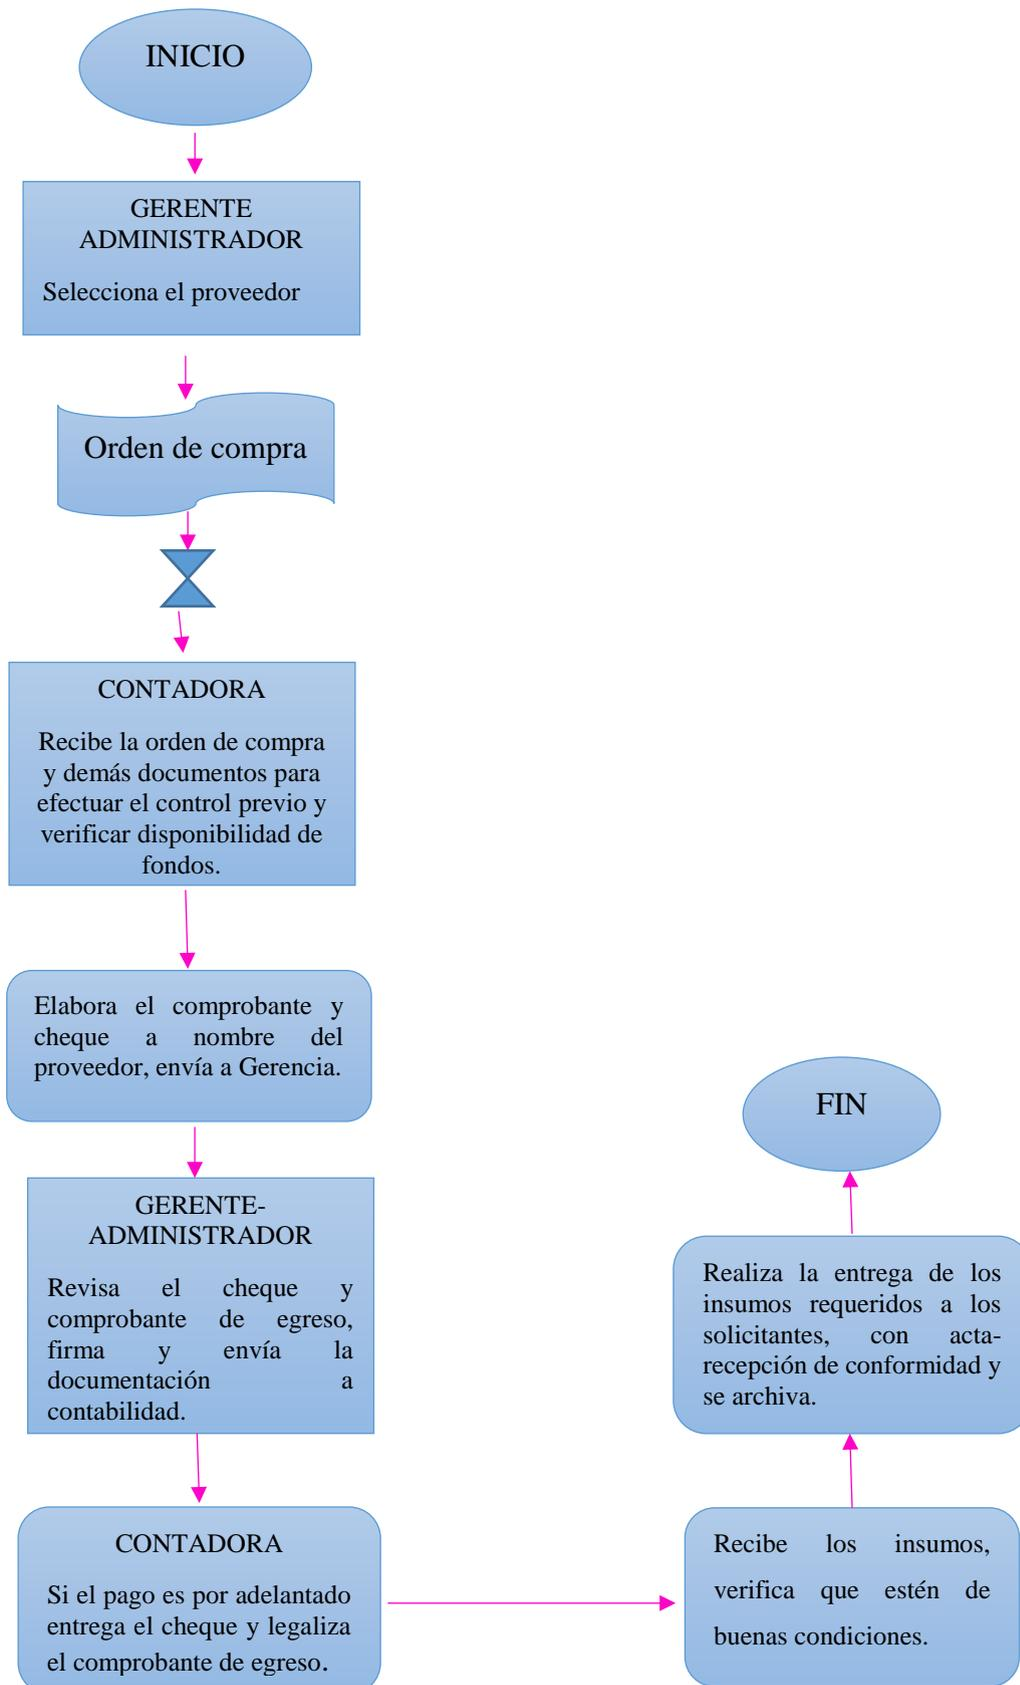 INICIO
GERENTE
ADMINISTRADOR
Selecciona el proveedor
Orden de compra
CONTADORA
Recibe la orden de compra
y demás documentos para
efectuar el control previo y
verificar disponibilidad de
fondos.
Elabora el comprobante y
cheque a nombre del
proveedor, envía a Gerencia.
GERENTE-
ADMINISTRADOR
Revisa el cheque y
comprobante de egreso,
firma y envía la
documentación a
contabilidad.
CONTADORA
Si el pago es por adelantado
entrega el cheque y legaliza
el comprobante de egreso.
Recibe los insumos,
verifica que estén de
buenas condiciones.
Realiza la entrega de los
insumos requeridos a los
solicitantes, con acta-
recepción de conformidad y
se archiva.
FIN